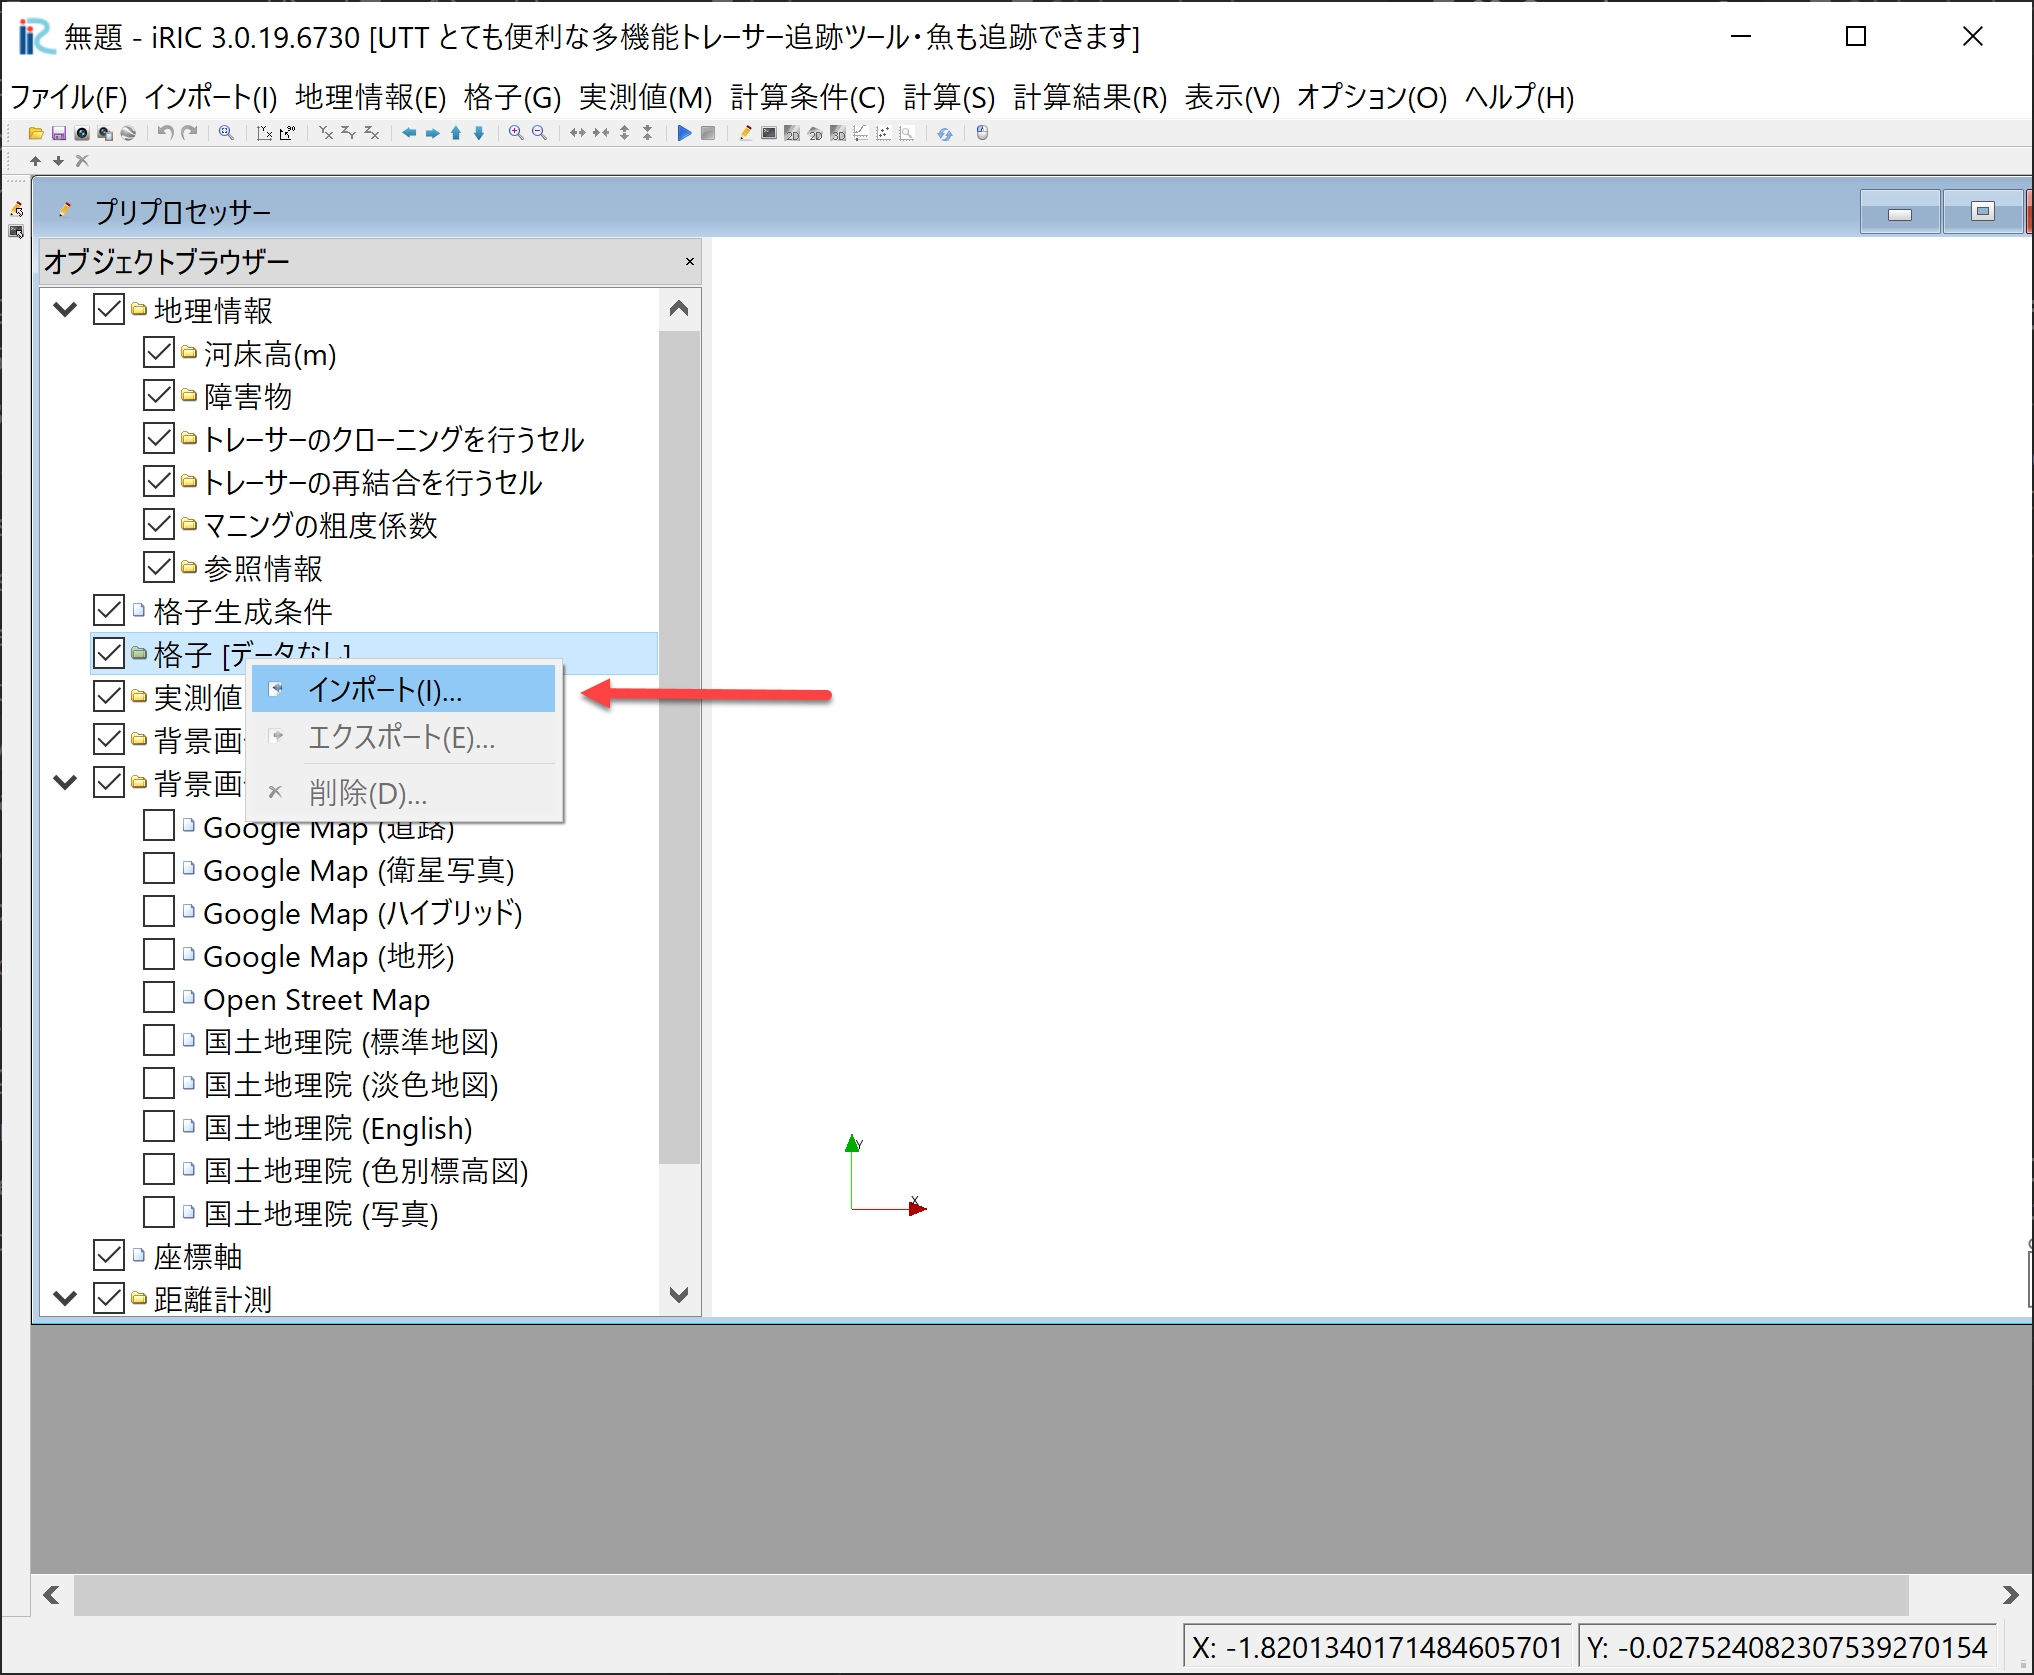 無題 - iRIC 3.0.19.6730 [UTT とても便利な多機能トレーサー追跡ツール・魚も追跡できます]
ファイル(F) インポート(I) 地理情報(E) 格子(G) 実測値(M) 計算条件(C) 計算(S) 計算結果(R) 表示(V) オプション(O) ヘルプ(H)
プリプロセッサー
オブジェクトブラウザー
地理情報
河床高(m)
障害物
トレーサーのクローニングを行うセル
トレーサーの再結合を行うセル
マニングの粗度係数
参照情報
格子生成条件
格子 [データなし]
インポート(I)...
実測値
エクスポート(E)...
背景画
背景画
削除(D)...
Google Map (道路)
Google Map (衛星写真)
Google Map (ハイブリッド)
Google Map (地形)
Open Street Map
国土地理院 (標準地図)
国土地理院 (淡色地図)
国土地理院 (English)
国土地理院 (色別標高図)
国土地理院 (写真)
座標軸
距離計測
Y
X
X: -1.8201340171484605701
Y: -0.027524082307539270154